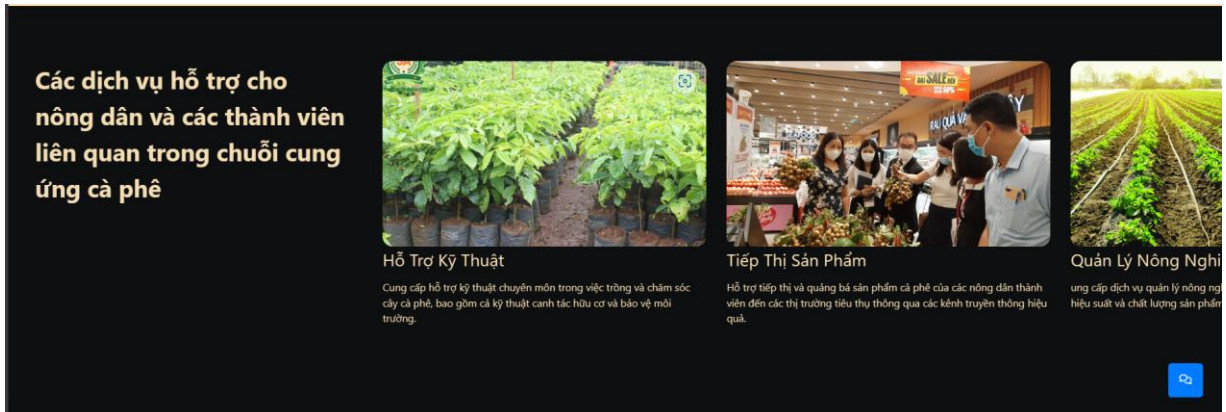 Các dịch vụ hỗ trợ cho
nông dân và các thành viên
liên quan trong chuỗi cung
ứng cà phê
SALE
50%
RAU QUẢ VÀ
Hỗ Trợ Kỹ Thuật
Cung cấp hỗ trợ kỹ thuật chuyên môn trong việc trồng và chăm sóc
cây cà phê, bao gồm cả kỹ thuật canh tác hữu cơ và bảo vệ môi
trường.
Tiếp Thị Sản Phẩm
Hỗ trợ tiếp thị và quảng bá sản phẩm cà phê của các nông dân thành
viên đến các thị trường tiêu thụ thông qua các kênh truyền thông hiệu
quả.
Quản Lý Nông Nghi
ung cấp dịch vụ quản lý nông ngh
hiệu suất và chất lượng sản phẩm